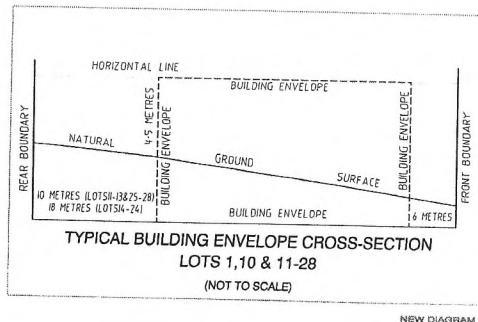 HORIZONTAL LINE
BUILDING ENVELOPE
REAR BOUNDARY
4·5 METRES
BUILDING ENVELOPE
BUILDING ENVELOPE
FRONT BOUNDARY
NATURAL GROUND SURFACE
10 METRES (LOTS11-13&25-28)
18 METRES (LOTS14-24)
BUILDING ENVELOPE
6 METRES
TYPICAL BUILDING ENVELOPE CROSS-SECTION
LOTS 1,10 & 11-28
(NOT TO SCALE)
NEW DIAGRAM